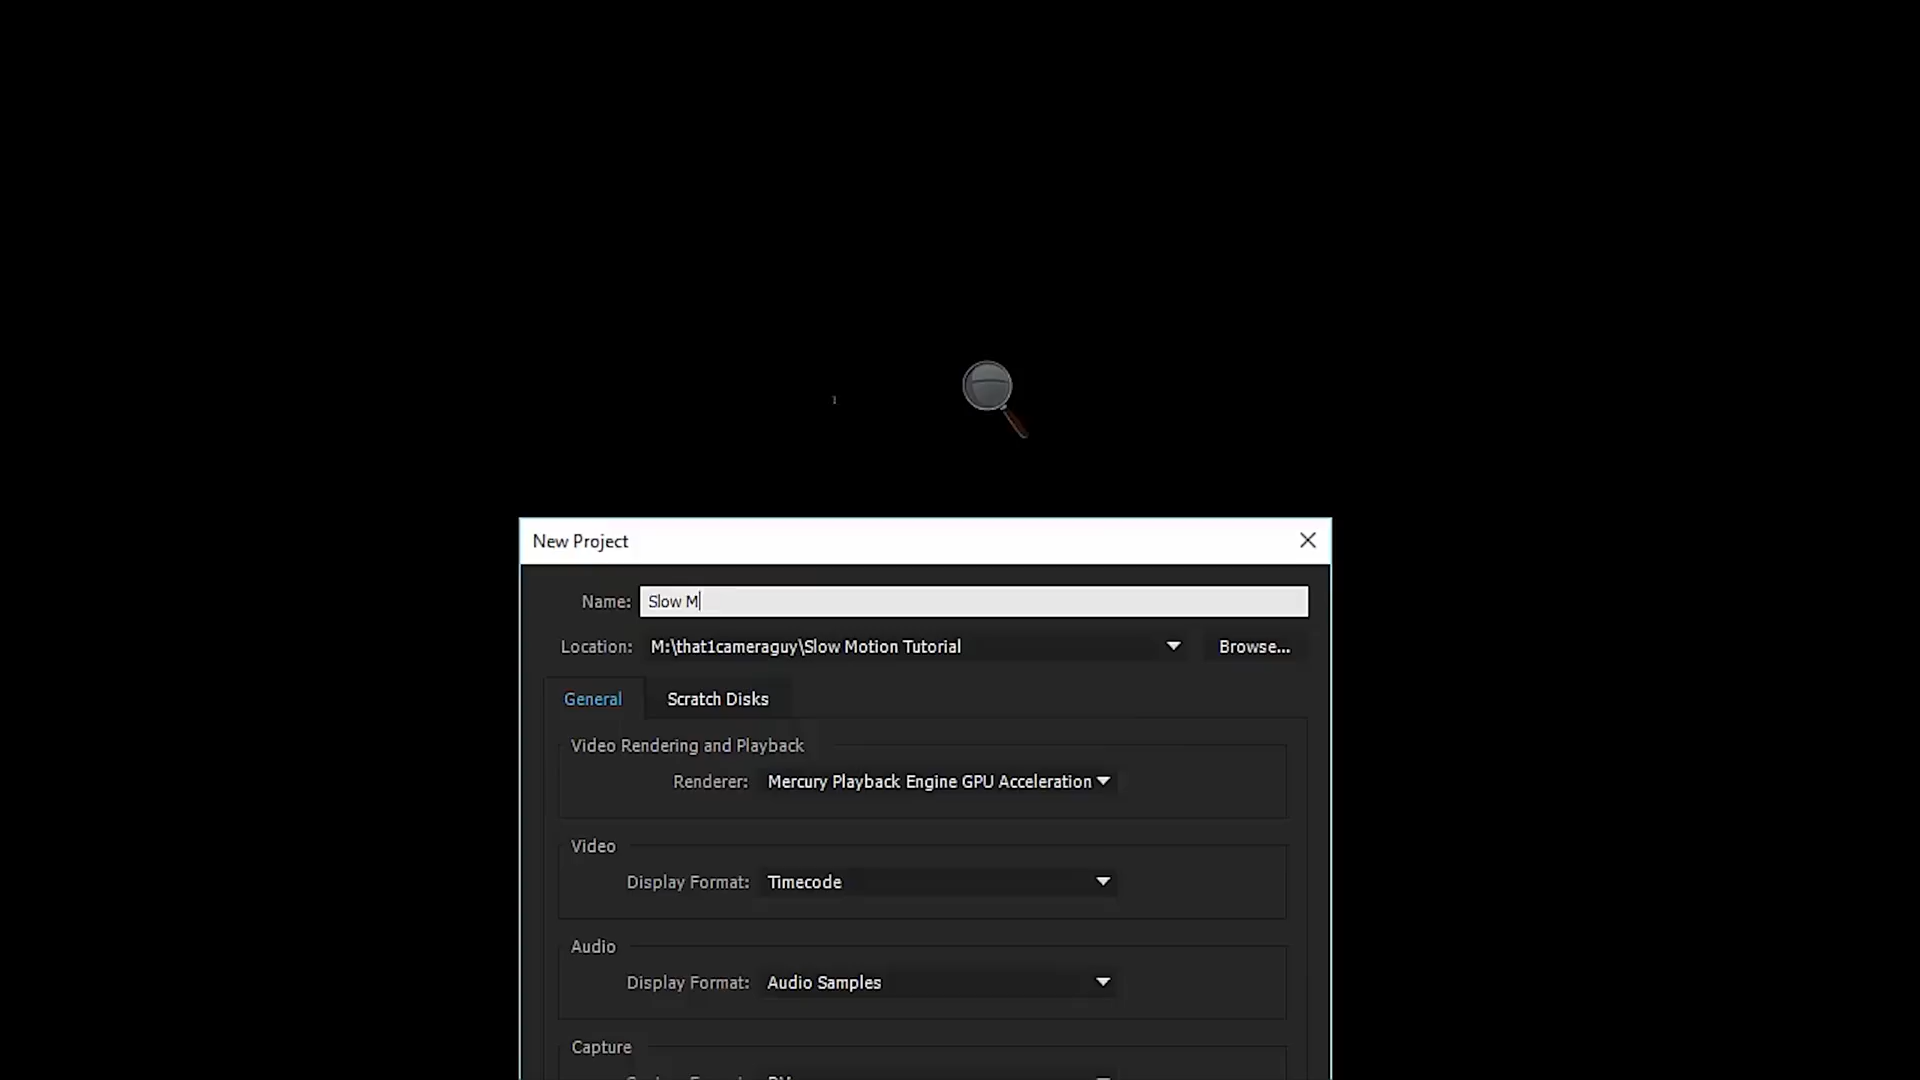 New Project
Name: Slow M
Location: M:\that1cameraguy\Slow Motion Tutorial Browse...
General Scratch Disks
Video Rendering and Playback
Renderer: Mercury Playback Engine GPU Acceleration
Video
Display Format: Timecode
Audio
Display Format: Audio Samples
Capture